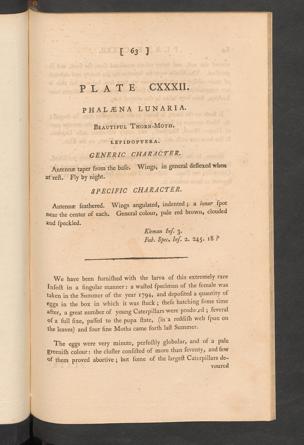 [ 63 ]
PLATE CXXXII.
PHALÆNA LUNARIA.
BEAUTIFUL THORN-MOTH.
LEPIDOPTERA.
GENERIC CHARACTER.
Antennæ taper from the base. Wings, in general deflexed when
at rest. Fly by night.
SPECIFIC CHARACTER.
Antennæ feathered. Wings angulated, indented; a lunar spot
near the center of each. General colour, pale red brown, clouded
and speckled.
Kirman Inf. 3.
Fab. Spec. Inf. 2. 245. 18 ?
We have been furnished with the larva of this extremely rare
Insect in a singular manner: a wasted specimen of the female was
taken in the Summer of the year 1794, and deposited a quantity of
eggs in the box in which it was stuck; these hatching some time
after, a great number of young Caterpillars were produced; several
of a full size, passed to the pupa state, (in a reddish web spun on
the leaves) and four fine Moths came forth last Summer.
The eggs were very minute, perfectly globular, and of a pale
greenish colour: the cluster consisted of more than seventy, and few
of them proved abortive; but some of the largest Caterpillars de-
voured